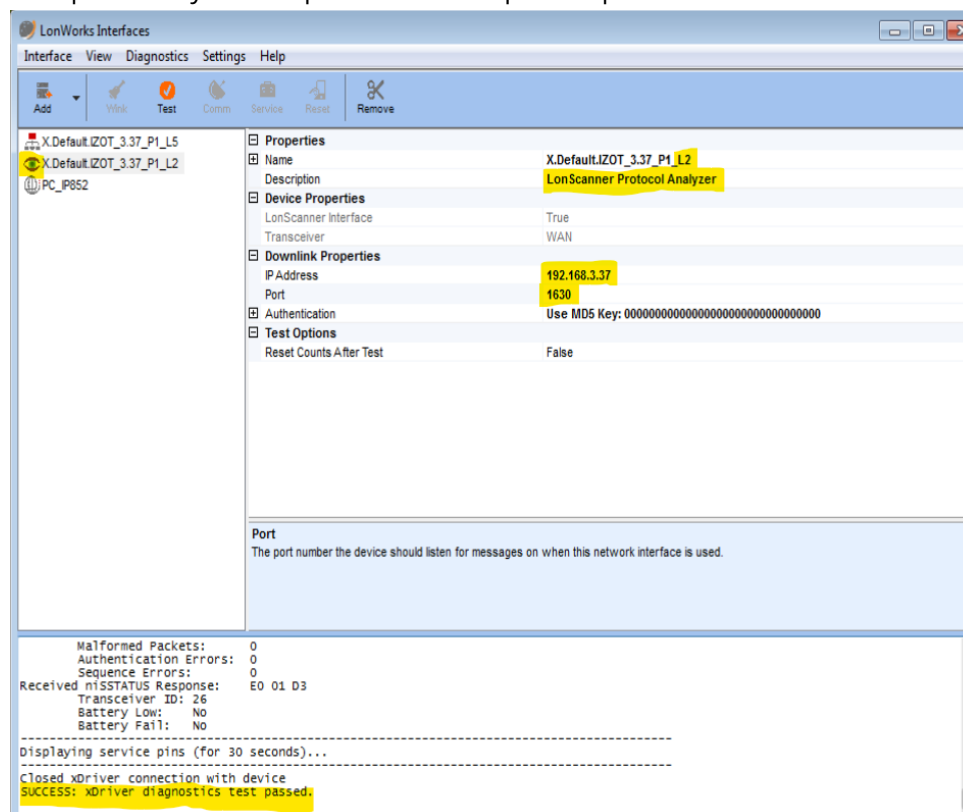 LonWorks Interfaces
Interface View Diagnostics Settings Help
Add Wink Test Comm Service Reset Remove
X.Default.IZOT_3.37_P1_L5
X.Default.IZOT_3.37_P1_L2
PC_IP852
Properties
Name X.Default.IZOT_3.37_P1_L2
Description LonScanner Protocol Analyzer
Device Properties
LonScanner Interface True
Transceiver WAN
Downlink Properties
IP Address 192.168.3.37
Port 1630
Authentication Use MD5 Key: 00000000000000000000000000000000
Test Options
Reset Counts After Test False
Port
The port number the device should listen for messages on when this network interface is used.
Malformed Packets: 0
Authentication Errors: 0
Sequence Errors: 0
Received niSSTATUS Response: E0 01 D3
Transceiver ID: 26
Battery Low: No
Battery Fail: No
--------------------------------------------------------------------------------
Displaying service pins (for 30 seconds)...
--------------------------------------------------------------------------------
Closed xDriver connection with device
SUCCESS: xDriver diagnostics test passed.